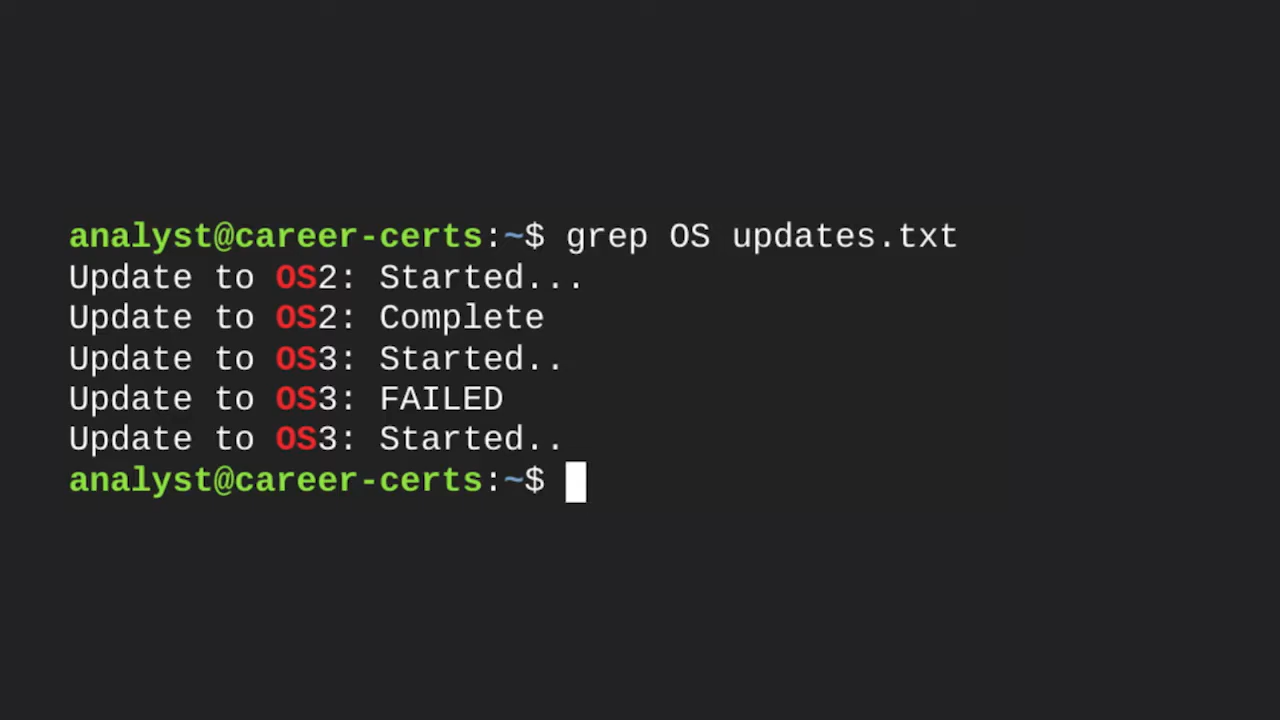 analyst@career-certs:~$ grep OS updates.txt
Update to OS2: Started...
Update to OS2: Complete
Update to OS3: Started..
Update to OS3: FAILED
Update to OS3: Started..
analyst@career-certs:~$